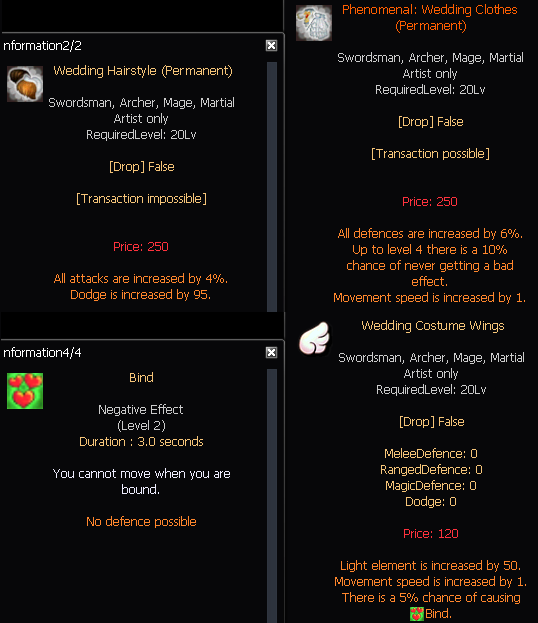 nformation2/2
Wedding Hairstyle (Permanent)
Swordsman, Archer, Mage, Martial
Artist only
RequiredLevel: 20Lv
[Drop] False
[Transaction impossible]
Price: 250
All attacks are increased by 4%.
Dodge is increased by 95.
Phenomenal: Wedding Clothes
(Permanent)
Swordsman, Archer, Mage, Martial
Artist only
RequiredLevel: 20Lv
[Drop] False
[Transaction possible]
Price: 250
All defences are increased by 6%.
Up to level 4 there is a 10%
chance of never getting a bad
effect.
Movement speed is increased by 1.
nformation4/4
Bind
Negative Effect
(Level 2)
Duration : 3.0 seconds
You cannot move when you are
bound.
No defence possible
Wedding Costume Wings
Swordsman, Archer, Mage, Martial
Artist only
RequiredLevel: 20Lv
[Drop] False
MeleeDefence: 0
RangedDefence: 0
MagicDefence: 0
Dodge: 0
Price: 120
Light element is increased by 50.
Movement speed is increased by 1.
There is a 5% chance of causing
Bind.